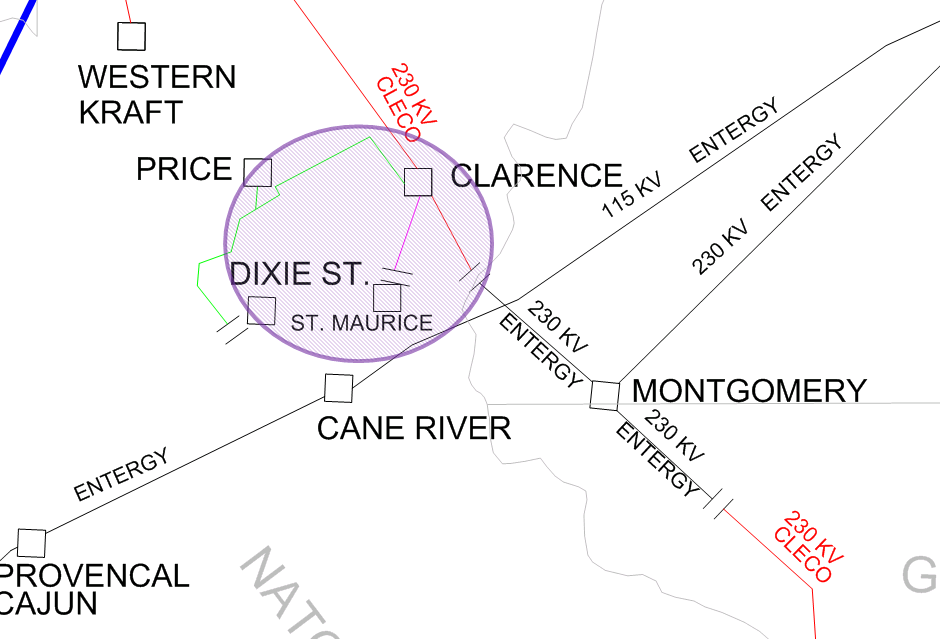 WESTERN
KRAFT
230 KV
CLECO
PRICE
CLARENCE
ENTERGY
115 KV
ENTERGY
230 KV
DIXIE ST.
ST. MAURICE
230 KV
ENTERGY
MONTGOMERY
CANE RIVER
230 KV
ENTERGY
ENTERGY
230 KV
CLECO
PROVENCAL
CAJUN
NATC
G